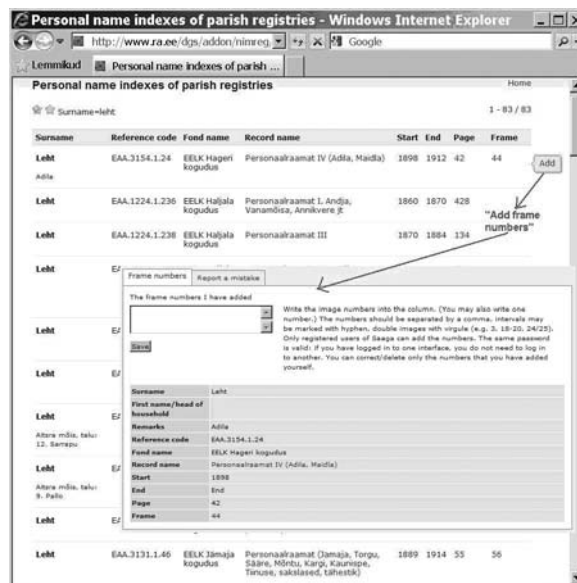 Personal name indexes of parish registries - Windows Internet Explorer
http://www.ra.ee/dgs/addon/nimreg.
Google
Lemmikud
Personal name indexes of parish ...
Personal name indexes of parish registries
Home
Surname=leht
1 - 83 / 83
Surname Reference code Fond name Record name Start End Page Frame
Leht EAA.3154.1.24 EELK Hageri kogudus Personaalraamat IV (Adila, Maidla) 1898 1912 42 44
Adila
Add
Leht EAA.1224.1.236 EELK Haljala kogudus Personaalraamat I. Andja, Vanamõisa, Annikvere jt 1860 1870 428
"Add frame numbers"
Leht EAA.1224.1.238 EELK Haljala kogudus Personaalraamat III 1870 1884 134
Leht
Frame numbers Report a mistake
The frame numbers I have added
Write the image numbers into the column. (You may also write one
number.) The numbers should be separated by a comma, intervals may
be marked with hyphen, double images with virgule (e.g. 3, 18-20, 24/25).
Only registered users of Saaga can add the numbers. The same password
is valid: if you have logged in to one interface, you do not need to log in
to another. You can correct/delete only the numbers that you have added
yourself.
Save
Surname Leht
First name/head of household
Remarks Adila
Reference code EAA.3154.1.24
Fond name EELK Hageri kogudus
Record name Personaalraamat IV (Adila, Maidla)
Start 1898
End End
Page 42
Frame 44
Leht
Leht
Leht
Altera mõis, talu:
12. Sarrapu
Leht
Altera mõis, talu:
9. Pallo
Leht
Leht EAA.3131.1.46 EELK Jämaja kogudus Personaalraamat (Jamaja, Torgu, Sääre, Mõntu, Kargi, Kaunispe, Tiinuse, sakslased, tähestik) 1889 1914 55 56